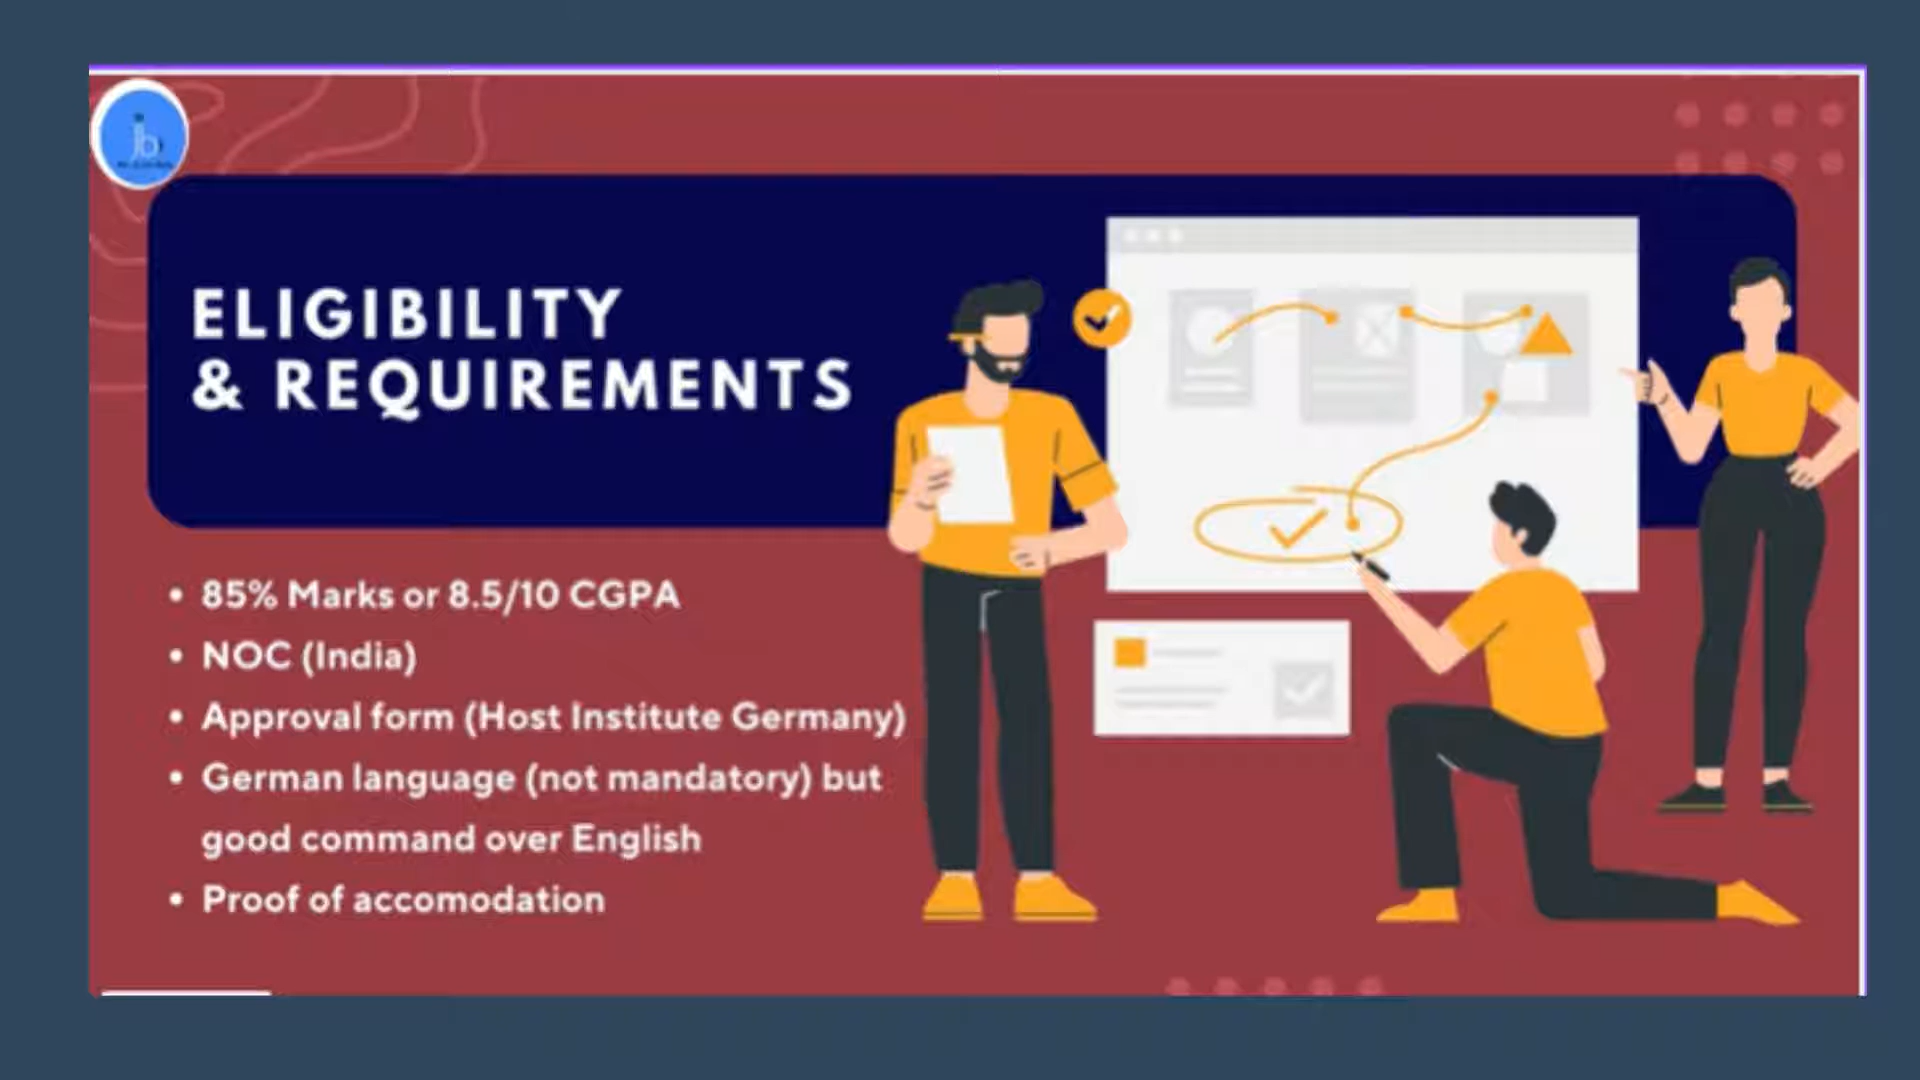 jb
ELIGIBILITY
& REQUIREMENTS
• 85% Marks or 8.5/10 CGPA
• NOC (India)
• Approval form (Host Institute Germany)
• German language (not mandatory) but
good command over English
• Proof of accomodation